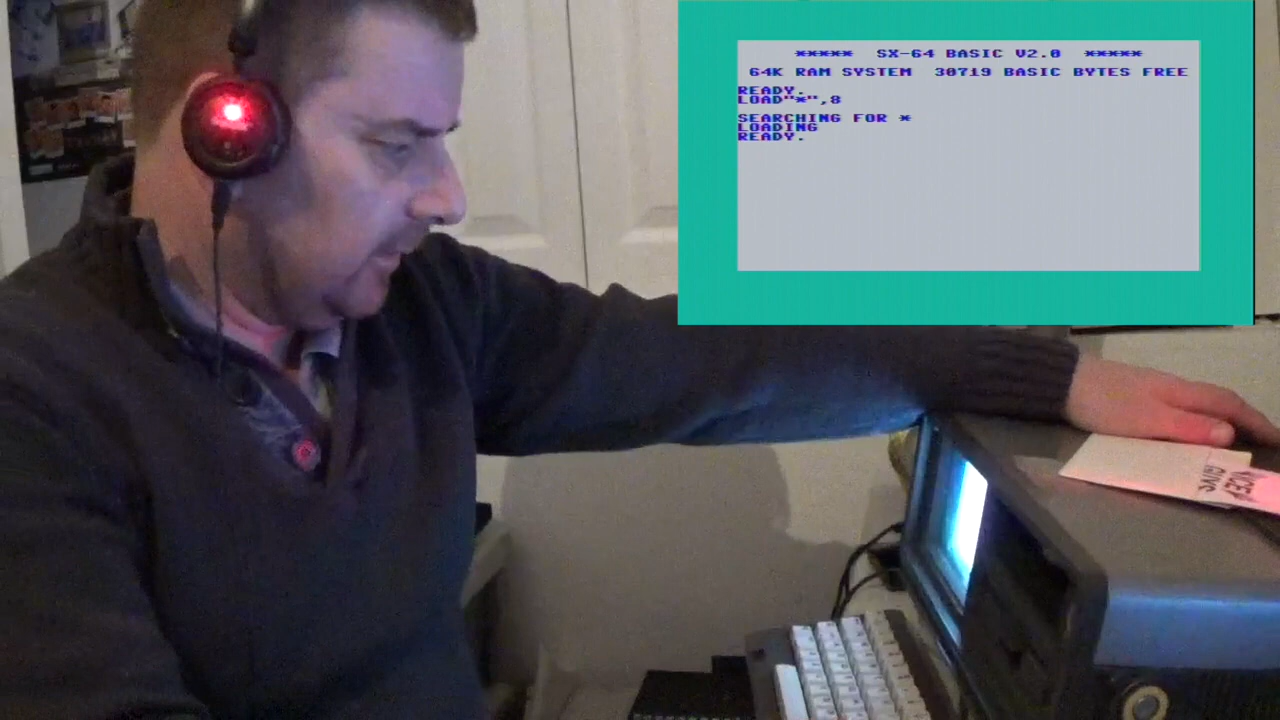 ***** SX-64 BASIC V2.0 *****
64K RAM SYSTEM 30719 BASIC BYTES FREE
READY.
LOAD"*",8
SEARCHING FOR *
LOADING
READY.